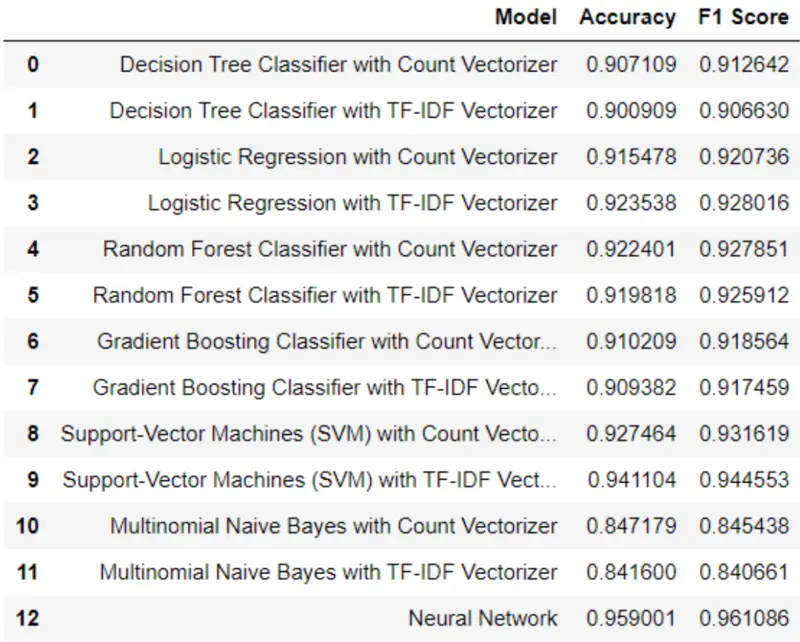 Model Accuracy F1 Score
0 Decision Tree Classifier with Count Vectorizer 0.907109 0.912642
1 Decision Tree Classifier with TF-IDF Vectorizer 0.900909 0.906630
2 Logistic Regression with Count Vectorizer 0.915478 0.920736
3 Logistic Regression with TF-IDF Vectorizer 0.923538 0.928016
4 Random Forest Classifier with Count Vectorizer 0.922401 0.927851
5 Random Forest Classifier with TF-IDF Vectorizer 0.919818 0.925912
6 Gradient Boosting Classifier with Count Vector... 0.910209 0.918564
7 Gradient Boosting Classifier with TF-IDF Vecto... 0.909382 0.917459
8 Support-Vector Machines (SVM) with Count Vecto... 0.927464 0.931619
9 Support-Vector Machines (SVM) with TF-IDF Vect... 0.941104 0.944553
10 Multinomial Naive Bayes with Count Vectorizer 0.847179 0.845438
11 Multinomial Naive Bayes with TF-IDF Vectorizer 0.841600 0.840661
12 Neural Network 0.959001 0.961086